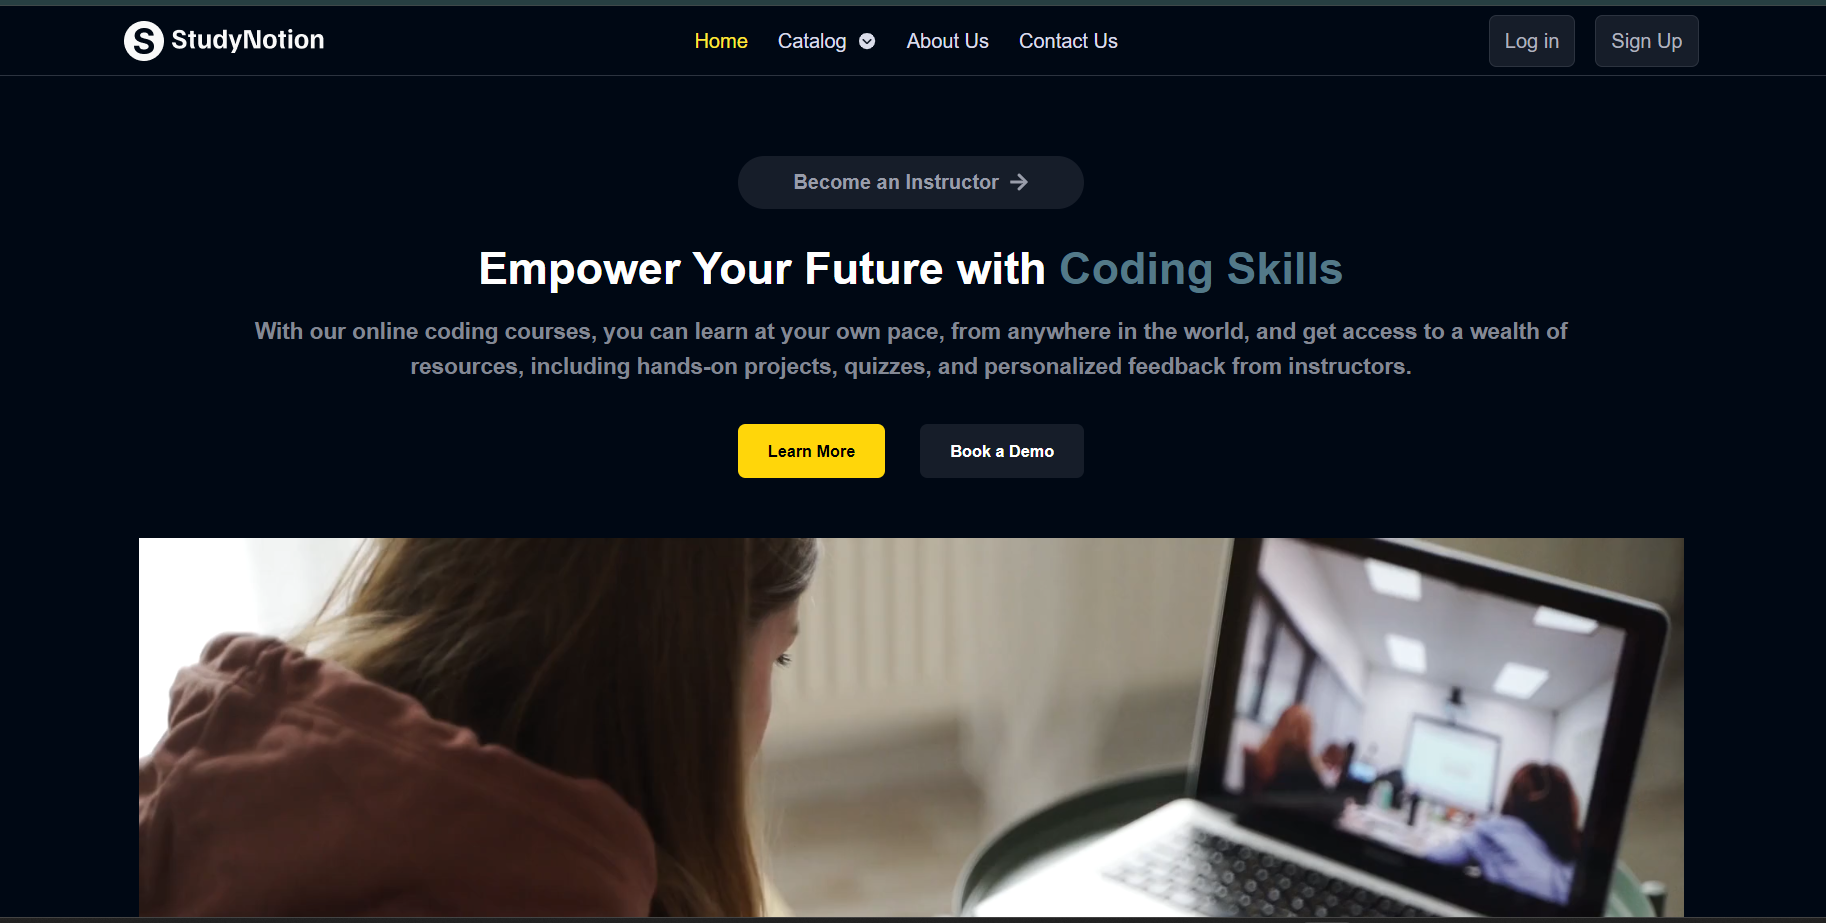 StudyNotion
Home
Catalog
About Us
Contact Us
Log in
Sign Up
Become an Instructor
Empower Your Future with Coding Skills
With our online coding courses, you can learn at your own pace, from anywhere in the world, and get access to a wealth of
resources, including hands-on projects, quizzes, and personalized feedback from instructors.
Learn More
Book a Demo